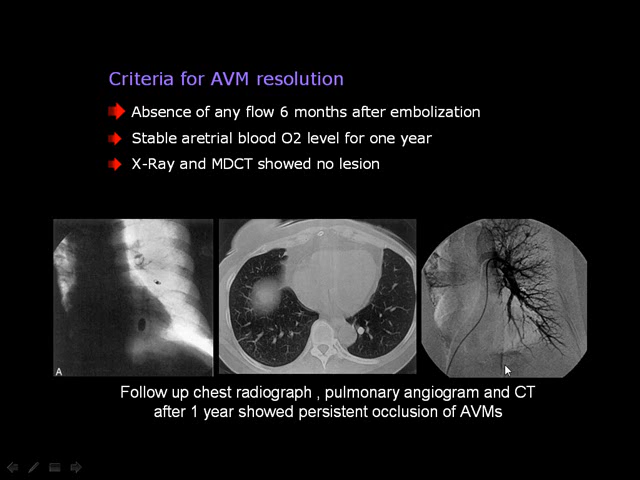 Criteria for AVM resolution
Absence of any flow 6 months after embolization
Stable aretrial blood O2 level for one year
X-Ray and MDCT showed no lesion
A
Follow up chest radiograph , pulmonary angiogram and CT
after 1 year showed persistent occlusion of AVMs